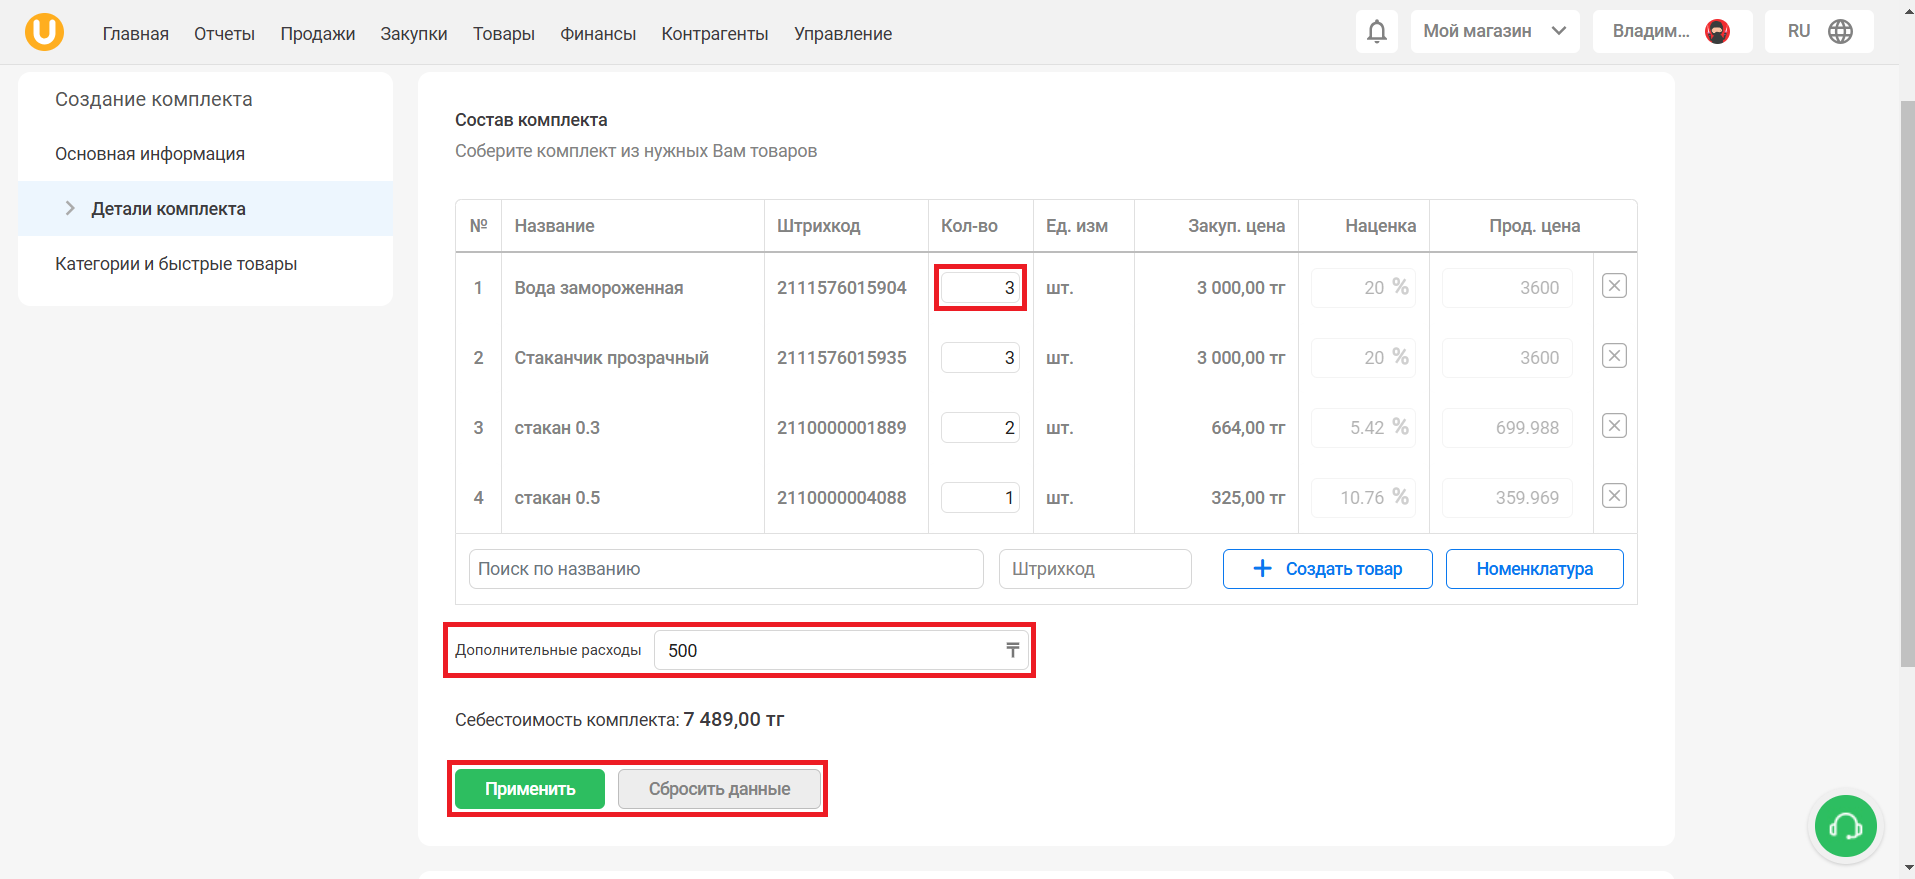 Главная Отчеты Продажи Закупки Товары Финансы Контрагенты Управление Мой магазин Владим... RU
Создание комплекта
Основная информация
Детали комплекта
Категории и быстрые товары
Состав комплекта
Соберите комплект из нужных Вам товаров
№ Название Штрихкод Кол-во Ед. изм Закуп. цена Наценка Прод. цена
1 Вода замороженная 2111576015904 3 шт. 3 000,00 тг 20 % 3600
2 Стаканчик прозрачный 2111576015935 3 шт. 3 000,00 тг 20 % 3600
3 стакан 0.3 2110000001889 2 шт. 664,00 тг 5.42 % 699.988
4 стакан 0.5 2110000004088 1 шт. 325,00 тг 10.76 % 359.969
Поиск по названию Штрихкод + Создать товар Номенклатура
Дополнительные расходы 500 ₸
Себестоимость комплекта: 7 489,00 тг
Применить Сбросить данные